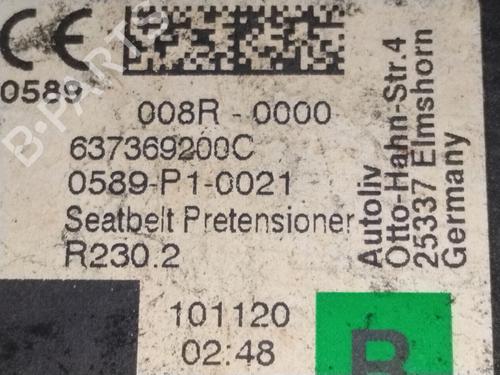 CE
0589
008R - 0000
637369200C
0589-P1-0021
Seatbelt Pretensioner
R230.2
101120
02:48
B
Autoliv
Otto-Hahn-Str.4
25337 Elmshorn
Germany
B-PARTS